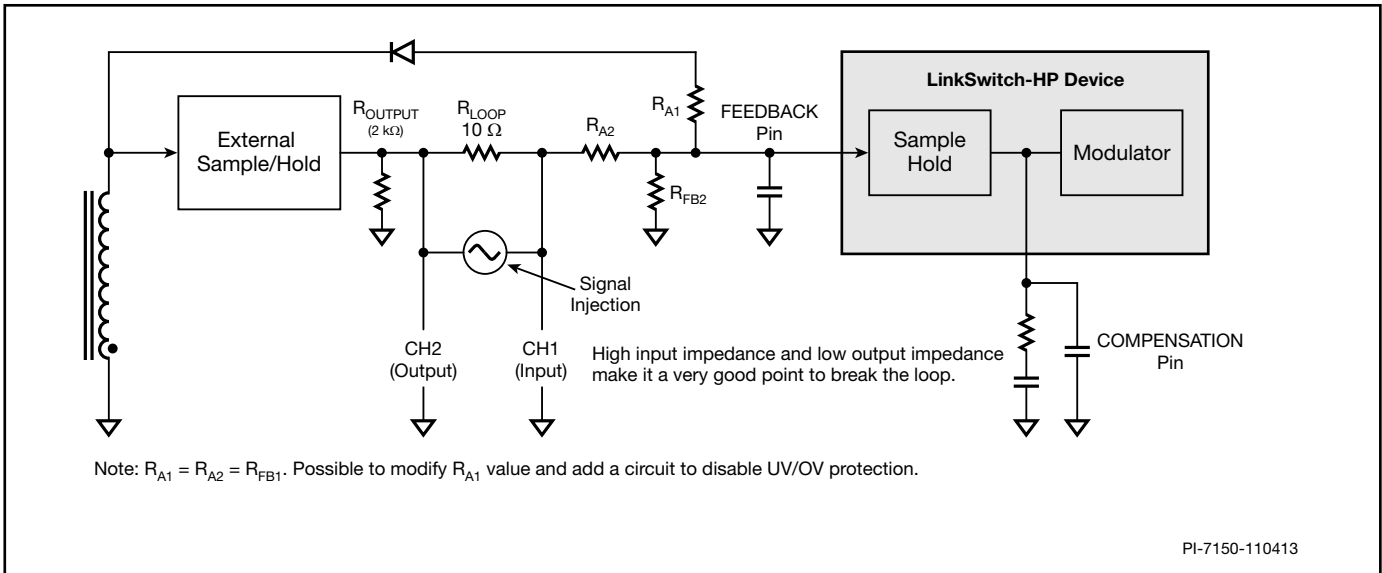 LinkSwitch-HP Device
R_OUTPUT
(2 kΩ)
R_LOOP
10 Ω
R_A2
R_A1
FEEDBACK
Pin
External
Sample/Hold
Sample
Hold
Modulator
R_FB2
Signal
Injection
CH2
(Output)
CH1
(Input)
High input impedance and low output impedance
make it a very good point to break the loop.
COMPENSATION
Pin
Note: R_A1 = R_A2 = R_FB1. Possible to modify R_A1 value and add a circuit to disable UV/OV protection.
PI-7150-110413